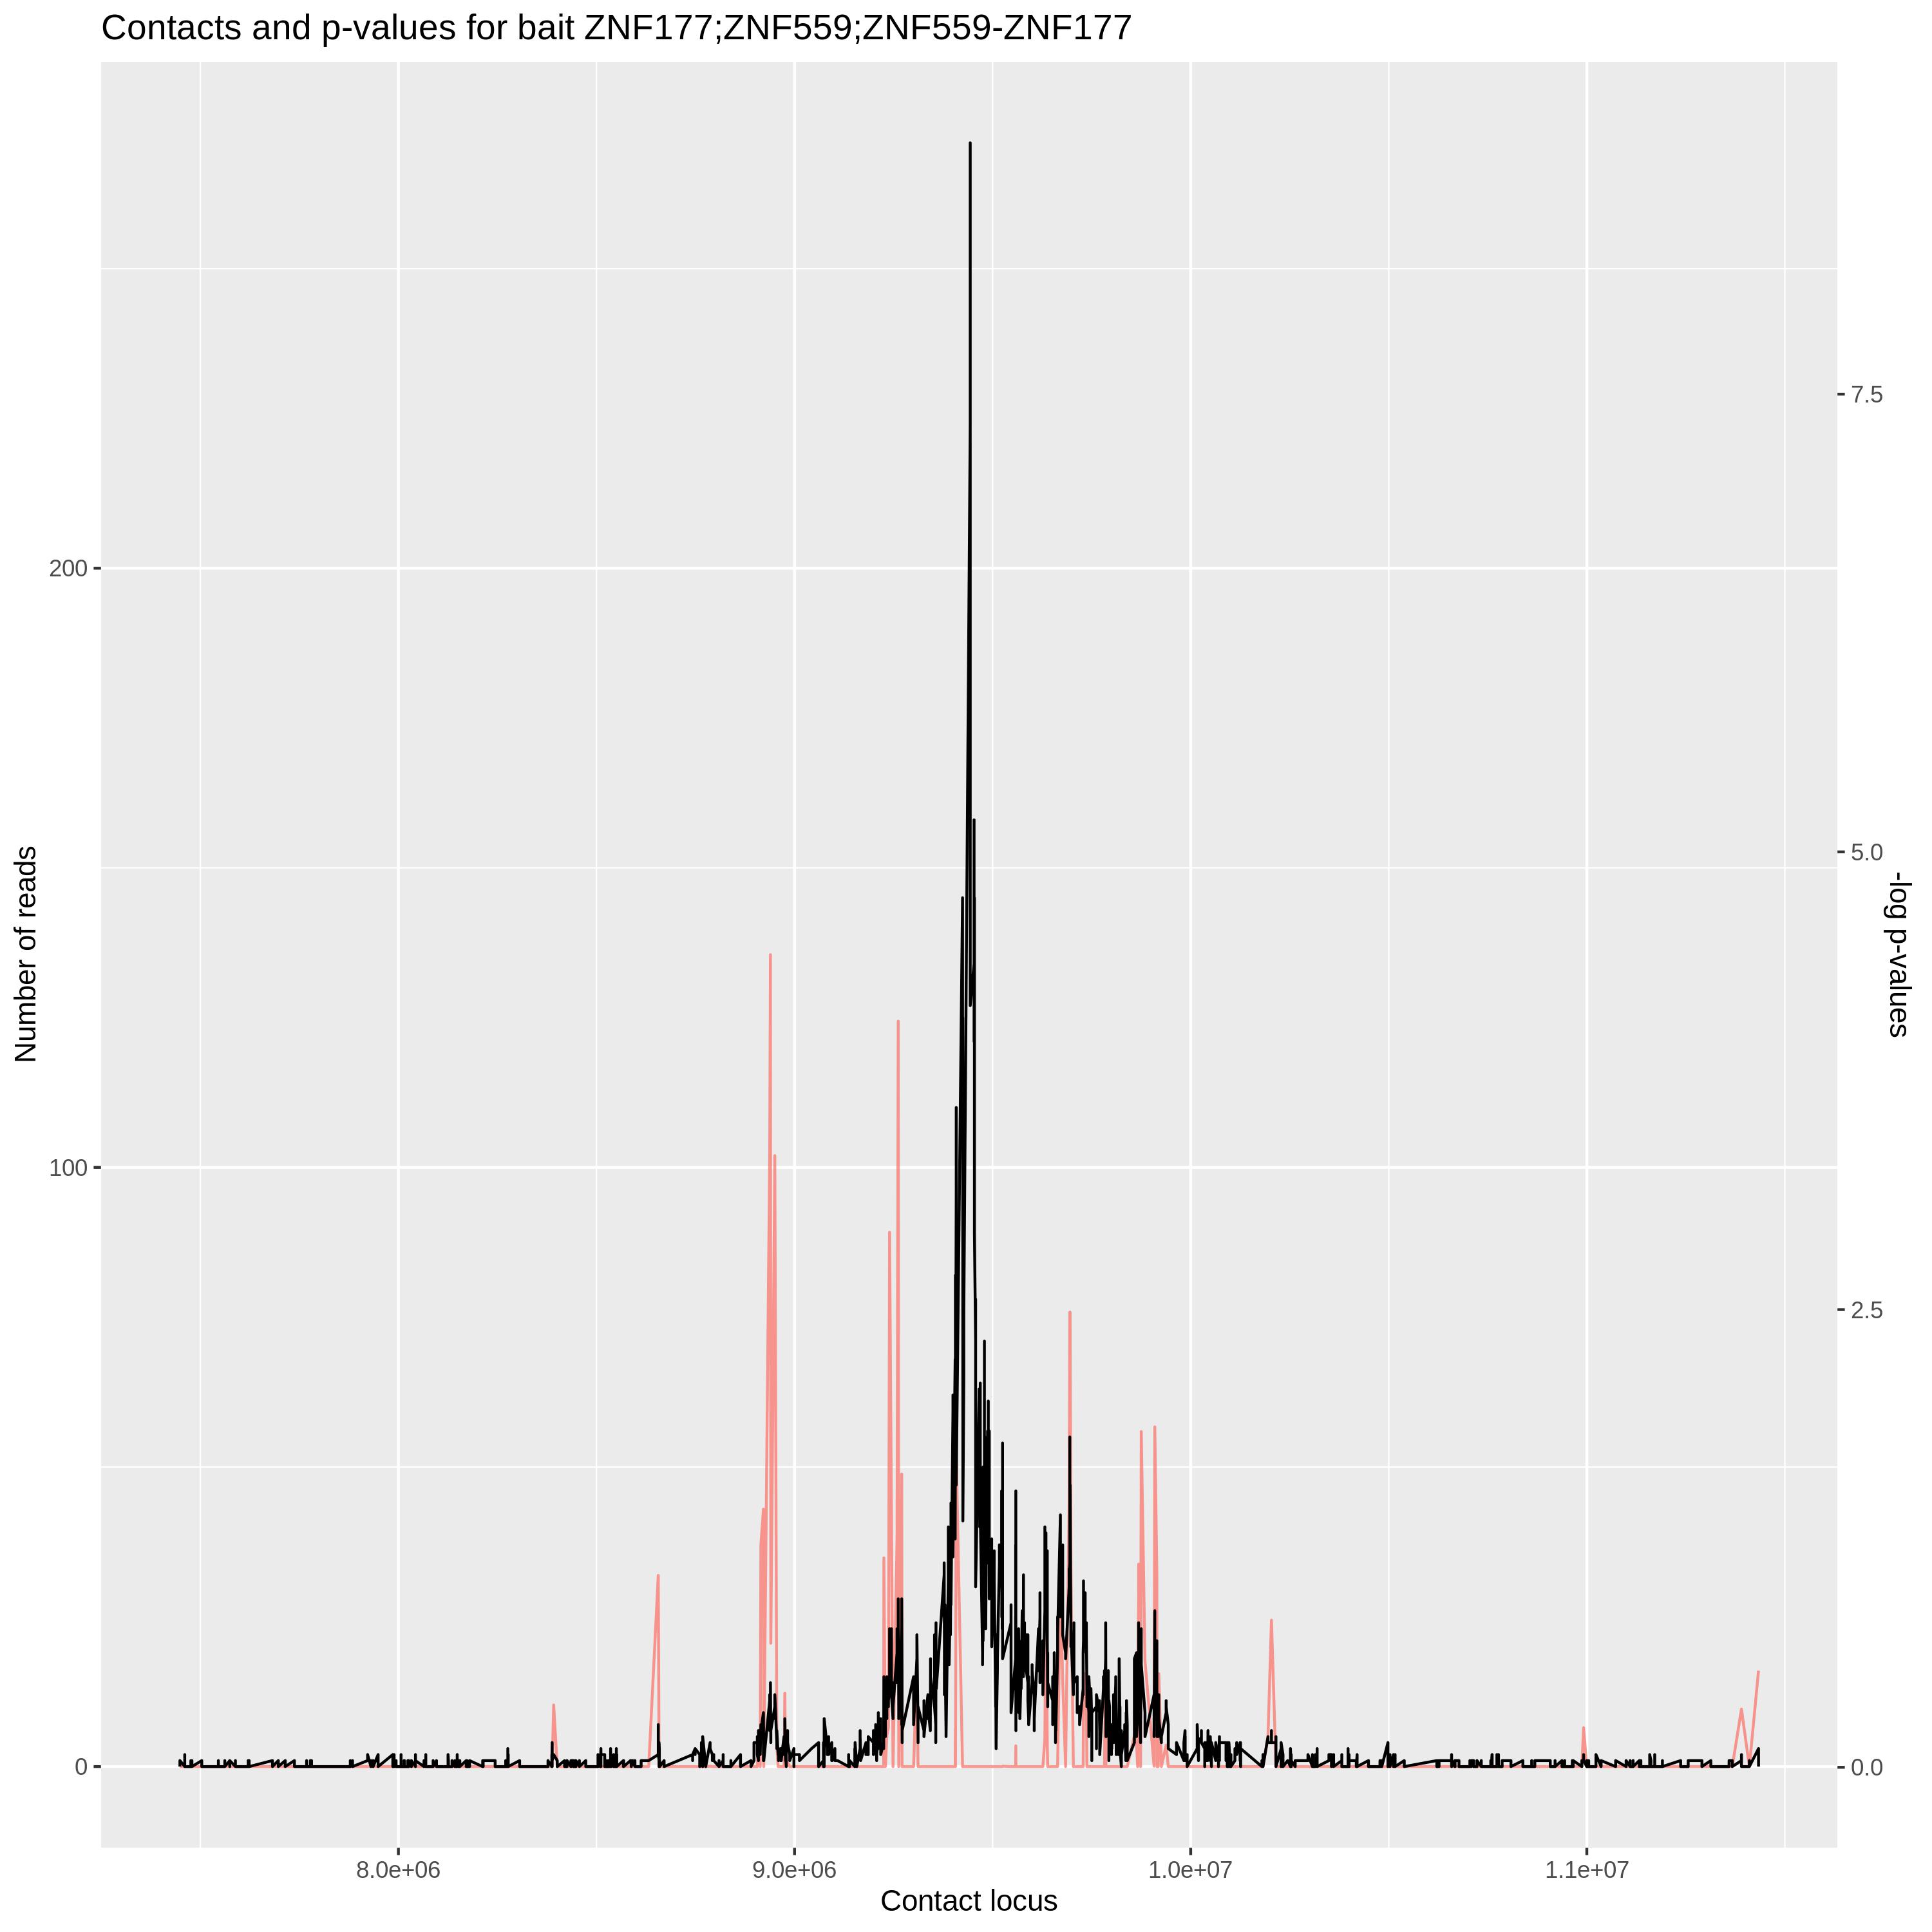 Contacts and p-values for bait ZNF177;ZNF559;ZNF559-ZNF177
Number of reads
200
100
0
7.5
5.0
2.5
0.0
-log p-values
8.0e+06
9.0e+06
1.0e+07
1.1e+07
Contact locus